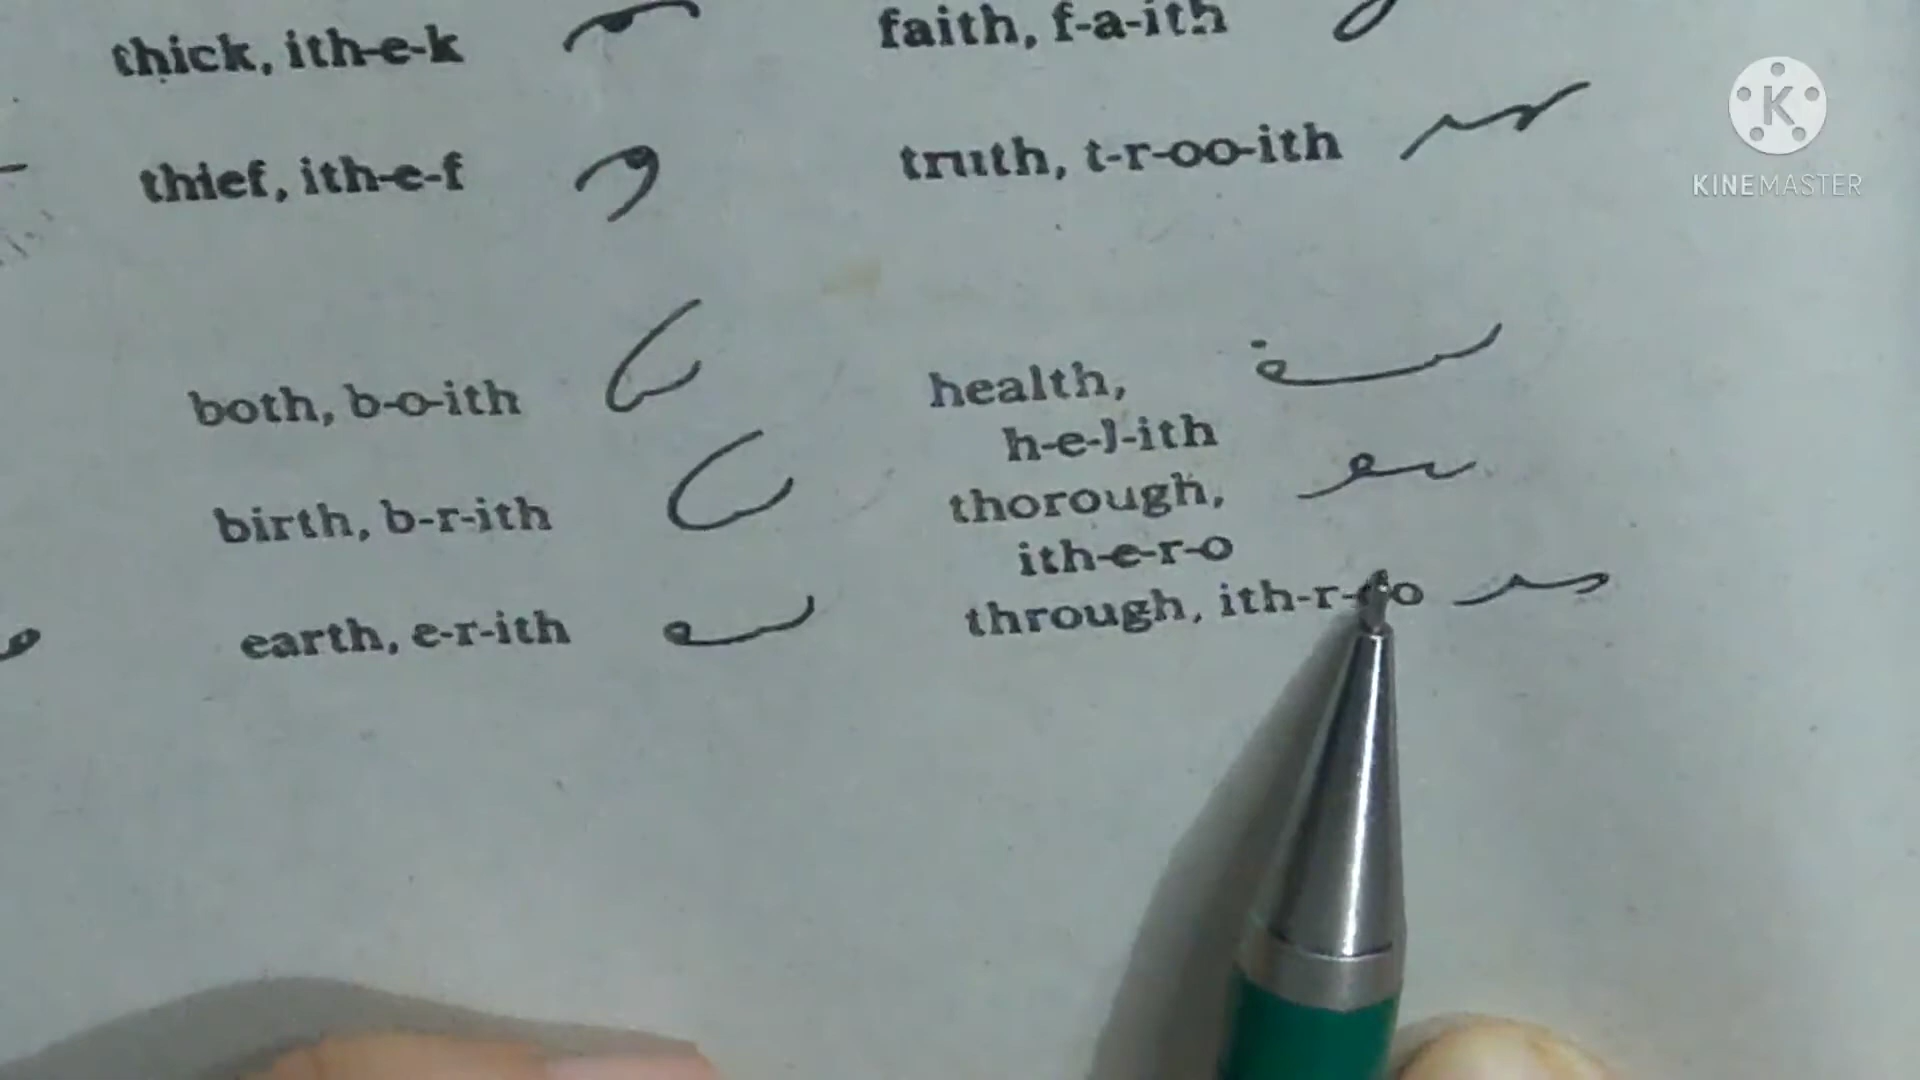 thick, ith-e-k
thief, ith-e-f
both, b-o-ith
birth, b-r-ith
earth, e-r-ith
faith, f-a-ith
truth, t-r-oo-ith
health,
h-e-l-ith
thorough,
ith-e-r-o
through, ith-r-oo
KINEMASTER